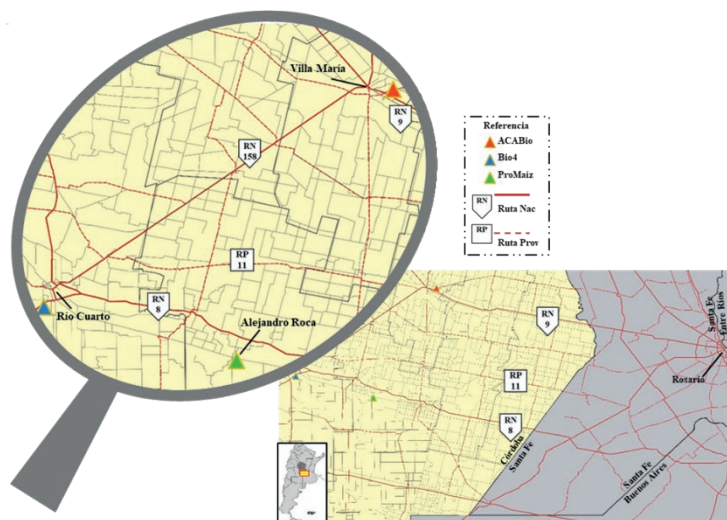 Villa María
RN
9
RN
158
RP
11
RN
8
Río Cuarto
Alejandro Roca
Referencia
ACABio
Bio4
ProMaíz
RN
Ruta Nac
RP
Ruta Prov
RN
9
RP
11
RN
8
Córdoba
Santa Fe
Santa Fe
Entre Ríos
Rosario
Santa Fe
Buenos Aires